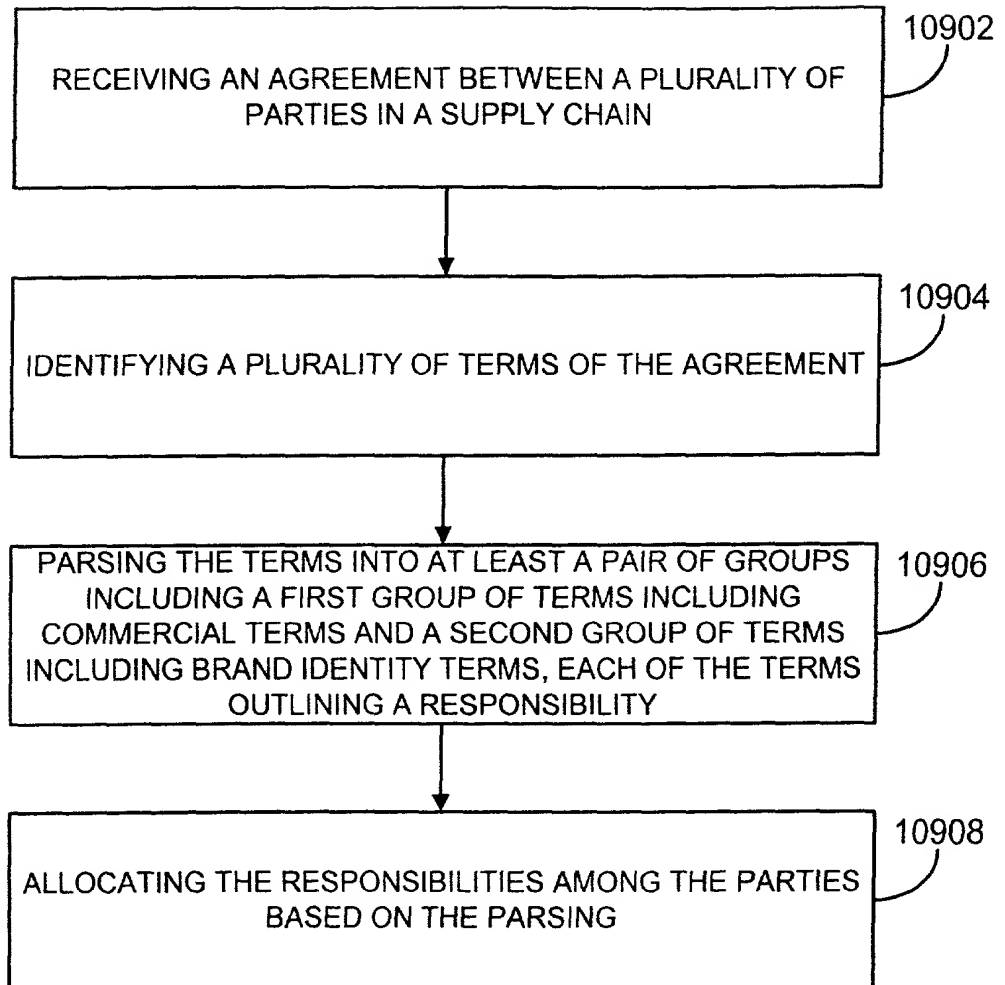 10902
RECEIVING AN AGREEMENT BETWEEN A PLURALITY OF
PARTIES IN A SUPPLY CHAIN
10904
IDENTIFYING A PLURALITY OF TERMS OF THE AGREEMENT
10906
PARSING THE TERMS INTO AT LEAST A PAIR OF GROUPS
INCLUDING A FIRST GROUP OF TERMS INCLUDING
COMMERCIAL TERMS AND A SECOND GROUP OF TERMS
INCLUDING BRAND IDENTITY TERMS, EACH OF THE TERMS
OUTLINING A RESPONSIBILITY
10908
ALLOCATING THE RESPONSIBILITIES AMONG THE PARTIES
BASED ON THE PARSING